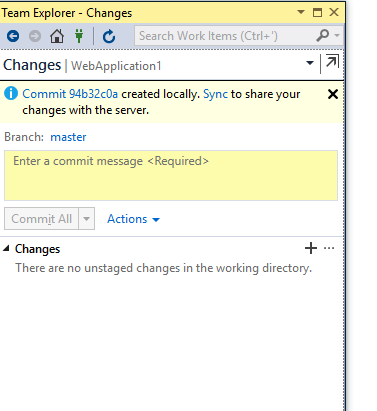 Team Explorer - Changes
Search Work Items (Ctrl+')
Changes | WebApplication1
Commit 94b32c0a created locally. Sync to share your
changes with the server.
Branch: master
Enter a commit message <Required>
Commit All Actions
Changes
There are no unstaged changes in the working directory.